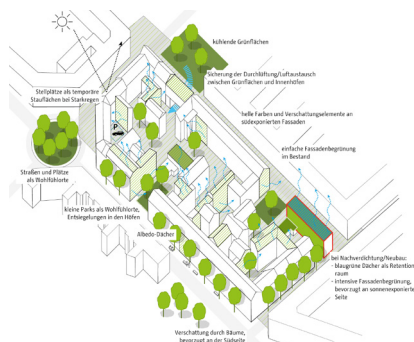 kühlende Grünflächen
Sicherung der Durchlüftung/Luftaustausch
zwischen Grünflächen und Innenhöfen
Stellplätze als temporäre
Stauflächen bei Starkregen
helle Farben und Verschattungselemente an
südexponierten Fassaden
P
einfache Fassadenbegrünung
im Bestand
Straßen und Plätze
als Wohlfühlorte
kleine Parks als Wohlfühlorte,
Entsiegelungen in den Höfen
Albedo-Dächer
bei Nachverdichtung/Neubau:
blaugrüne Dächer als Retention
raum
- intensive Fassadenbegrünung,
bevorzugt an sonnenexponierte
Seite
Verschattung durch Bäume,
bevorzugt an der Südseite